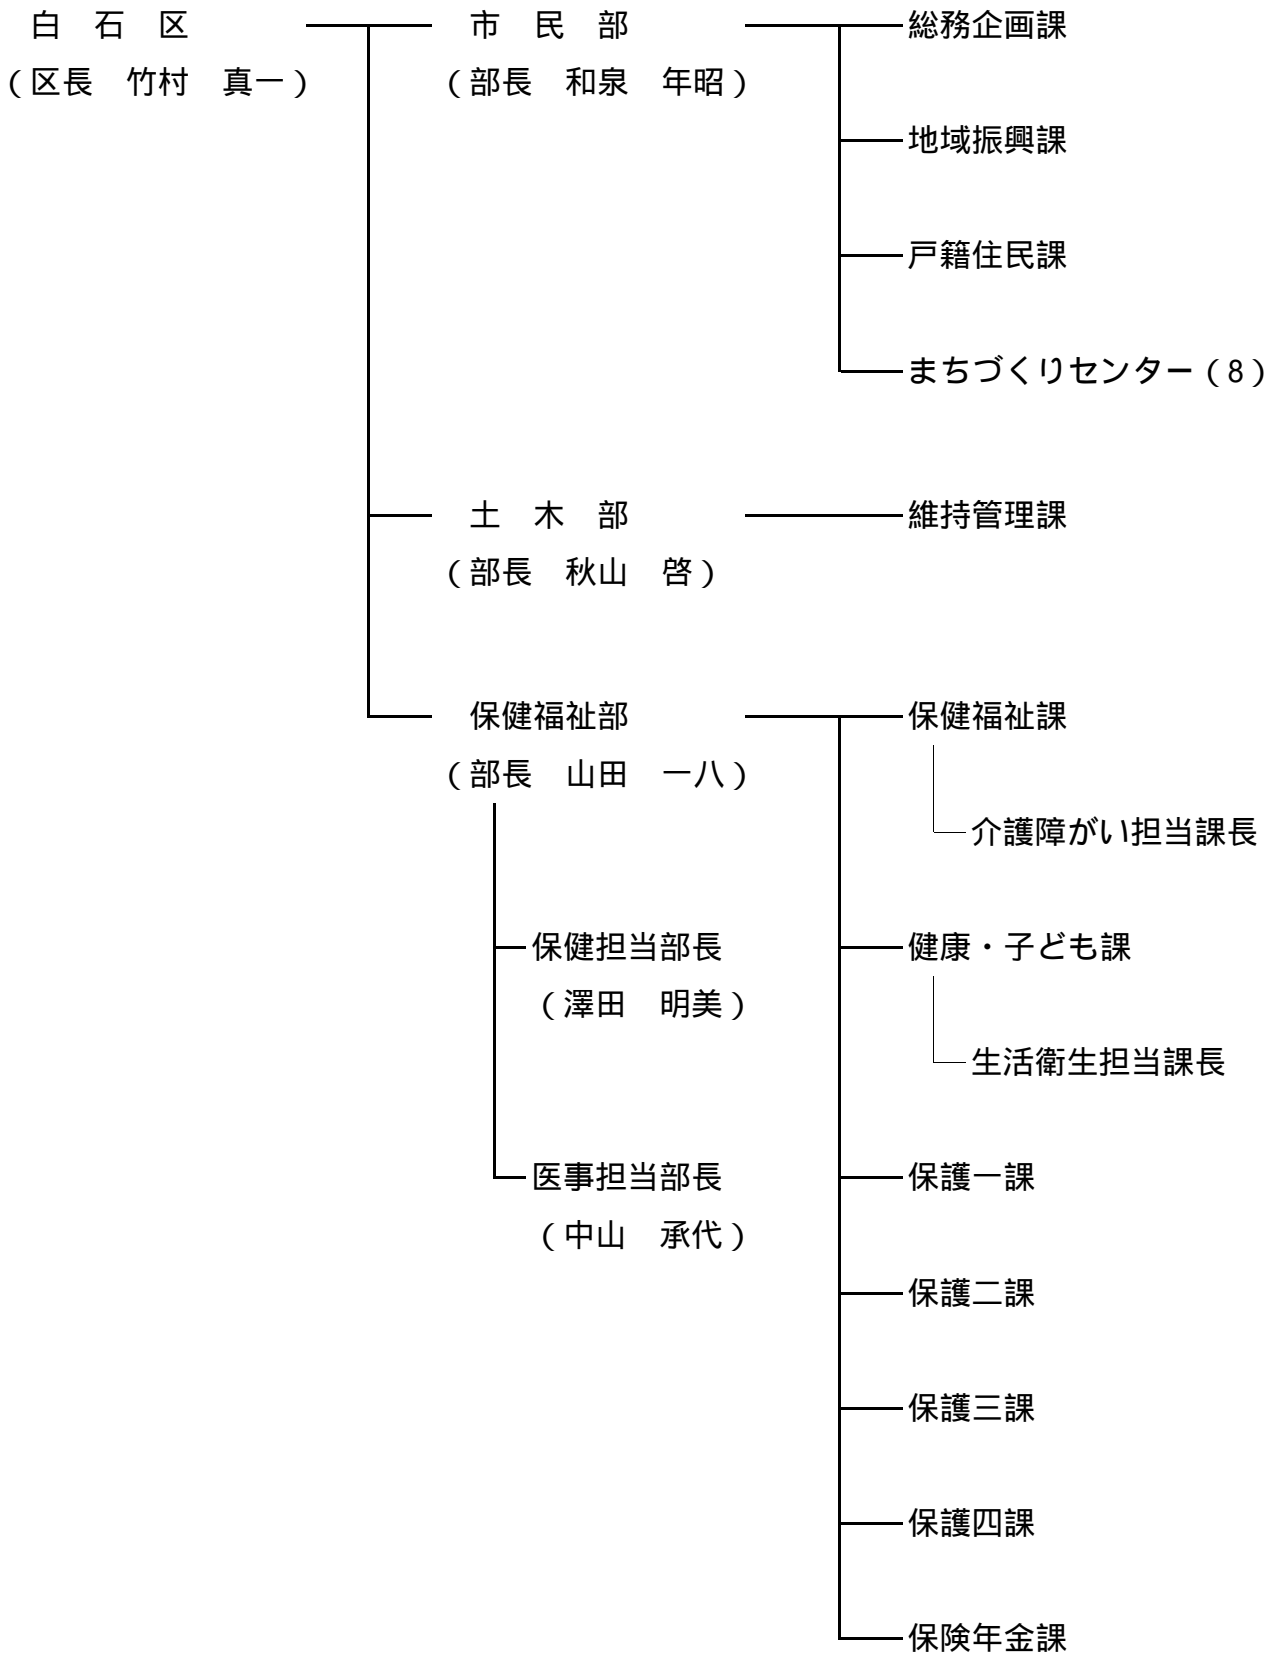 白　石　区　市　民　部　総務企画課
（区長　竹村　真一）　（部長　和泉　年昭）
地域振興課
戸籍住民課
まちづくりセンター（8）
土　木　部　維持管理課
（部長　秋山　啓）
保健福祉部　保健福祉課
（部長　山田　一八）
介護障がい担当課長
保健担当部長　健康・子ども課
（澤田　明美）
生活衛生担当課長
医事担当部長　保護一課
（中山　承代）
保護二課
保護三課
保護四課
保険年金課